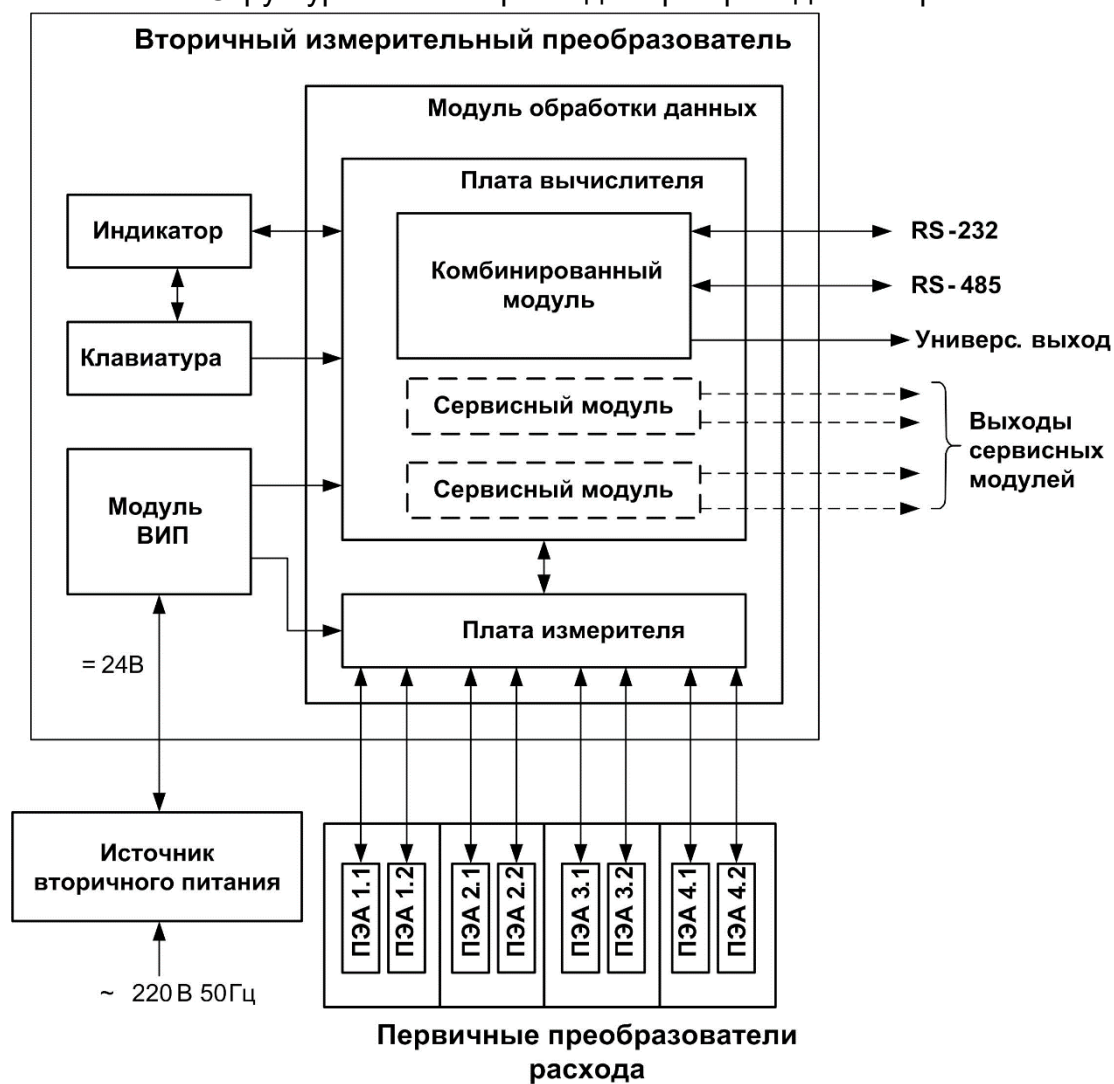 Вторичный измерительный преобразователь
Модуль обработки данных
Плата вычислителя
Индикатор
Комбинированный
модуль
RS-232
RS-485
Клавиатура
Универс. выход
Сервисный модуль
Сервисный модуль
Выходы
сервисных
модулей
Модуль
ВИП
Плата измерителя
= 24В
Источник
вторичного питания
~ 220 В 50 Гц
ПЭА 1.1
ПЭА 1.2
ПЭА 2.1
ПЭА 2.2
ПЭА 3.1
ПЭА 3.2
ПЭА 4.1
ПЭА 4.2
Первичные преобразователи
расхода